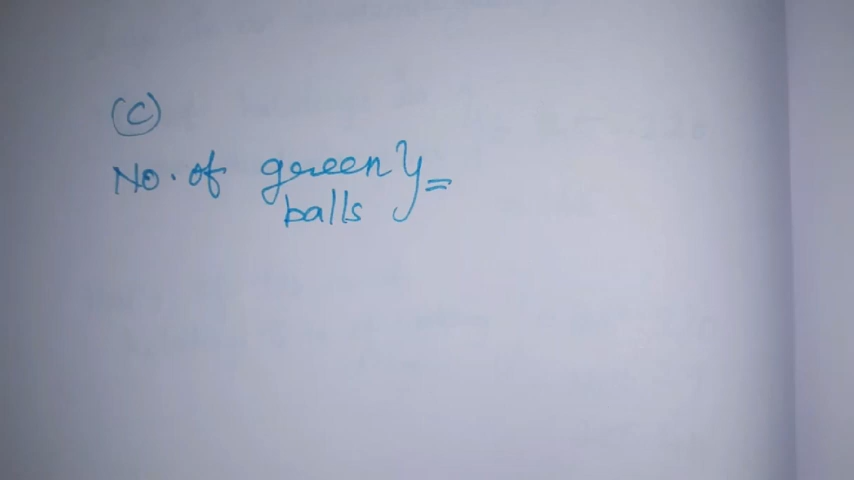 (C)
No. of green } =
balls